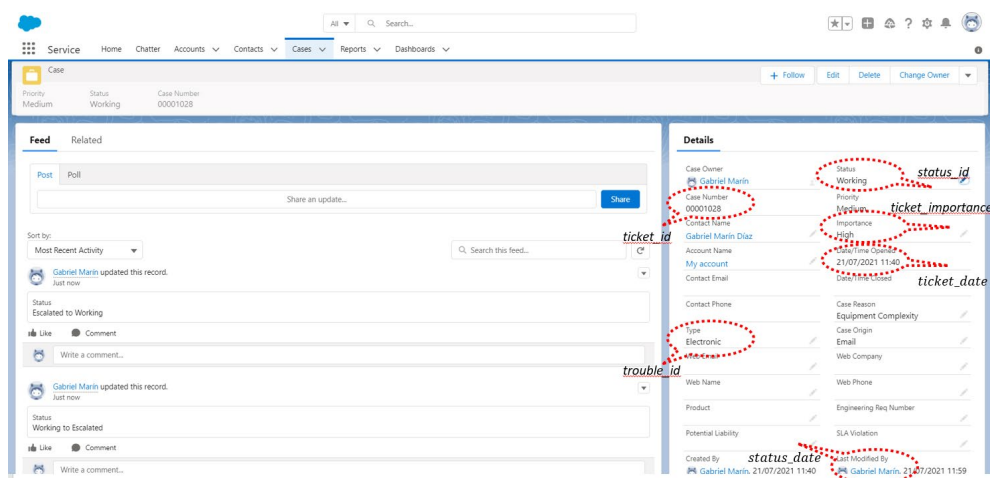 All Search...
Service Home Chatter Accounts Contacts Cases Reports Dashboards
Case
+ Follow Edit Delete Change Owner
Priority Status Case Number
Medium Working 00001028
Feed Related
Post Poll
Share an update... Share
Sort by:
Most Recent Activity Search this feed...
Gabriel Marín updated this record.
Just now
Status
Escalated to Working
Like Comment
Write a comment...
Gabriel Marín updated this record.
Just now
Status
Working to Escalated
Like Comment
Write a comment...
Details
Case Owner Status
Gabriel Marín Working status_id
Case Number Priority
00001028 Medium ticket_importance
ticket_id Contact Name Importance
Gabriel Marín Díaz High
Account Name Date/Time Opened
My account 21/07/2021 11:40
Contact Email Date/Time Closed ticket_date
Contact Phone Case Reason
Equipment Complexity
Type Case Origin
Electronic Email
Web Email Web Company
trouble_id
Web Name Web Phone
Product Engineering Req Number
Potential Liability SLA Violation
status_date
Created By Last Modified By
Gabriel Marín, 21/07/2021 11:40 Gabriel Marín, 21/07/2021 11:59